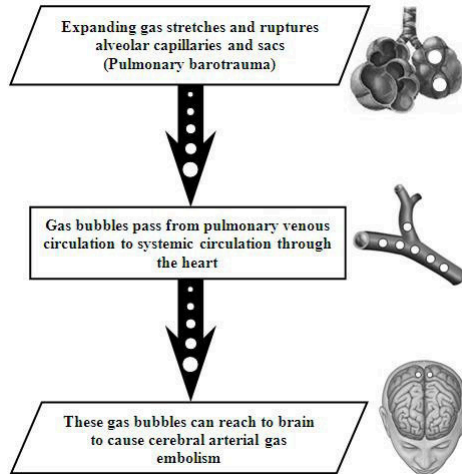 Expanding gas stretches and ruptures
alveolar capillaries and sacs
(Pulmonary barotrauma)
Gas bubbles pass from pulmonary venous
circulation to systemic circulation through
the heart
These gas bubbles can reach to brain
to cause cerebral arterial gas
embolism